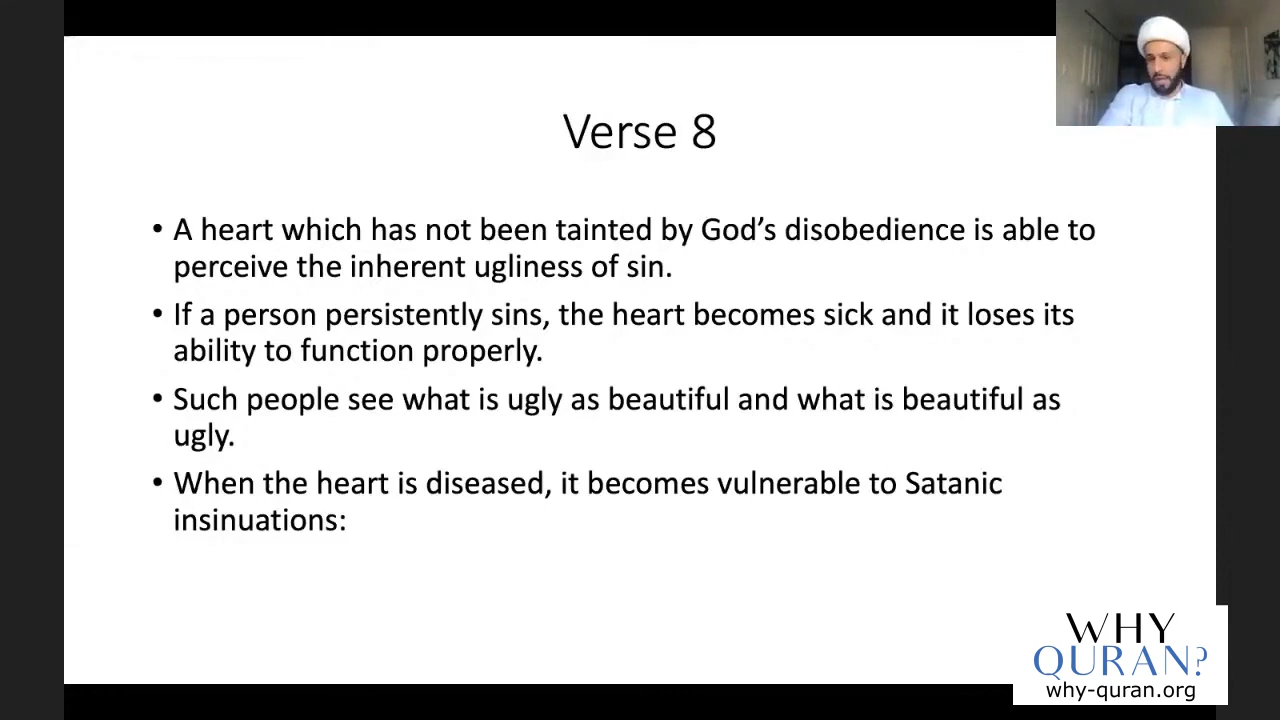 Verse 8
• A heart which has not been tainted by God’s disobedience is able to
perceive the inherent ugliness of sin.
• If a person persistently sins, the heart becomes sick and it loses its
ability to function properly.
• Such people see what is ugly as beautiful and what is beautiful as
ugly.
• When the heart is diseased, it becomes vulnerable to Satanic
insinuations:
WHY
QURAN?
why-quran.org